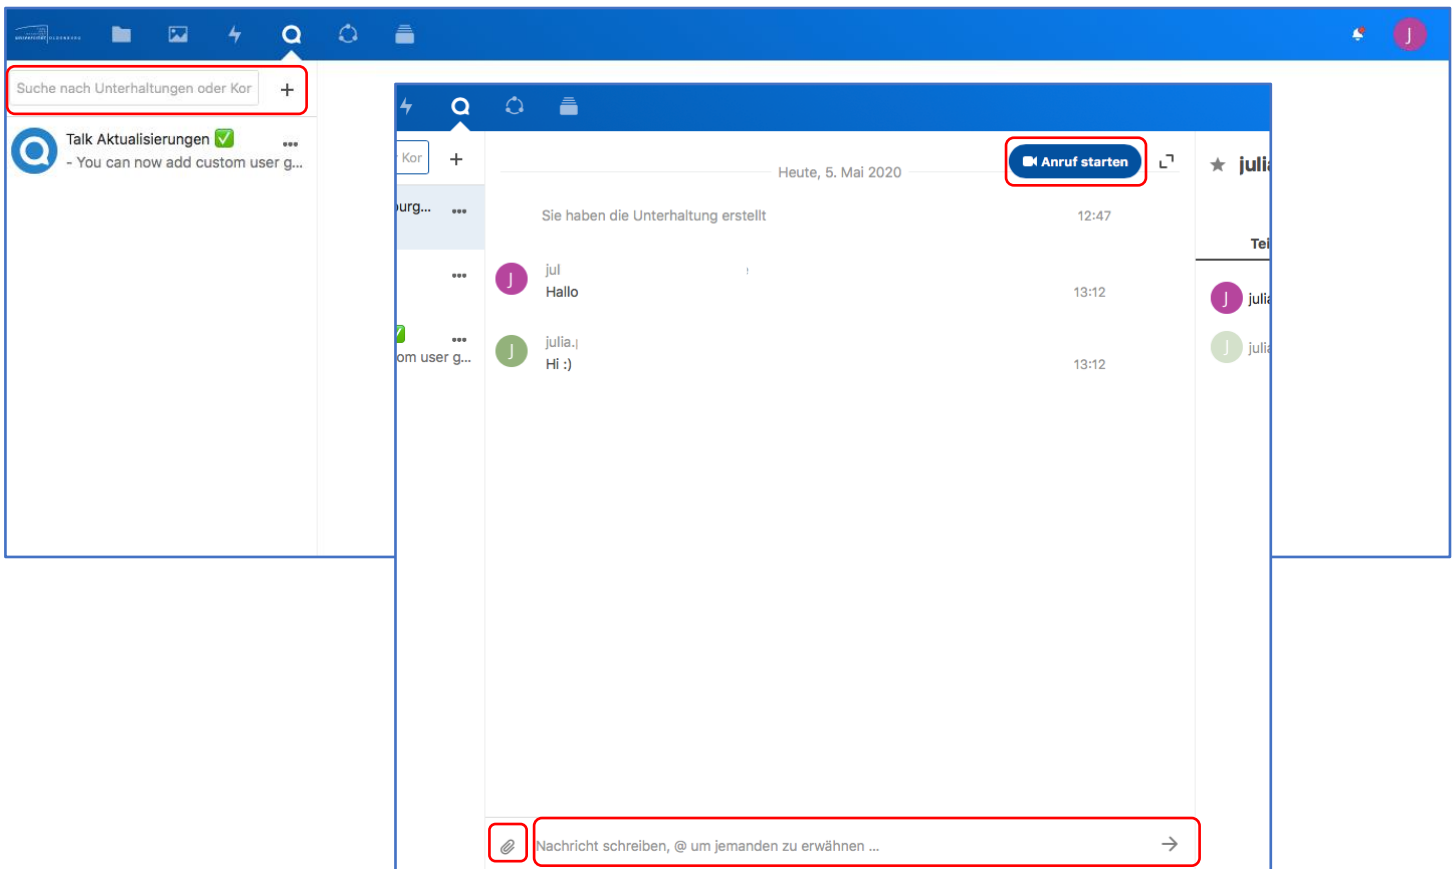 UNIVERSITÄT OLDENBURG
J
Suche nach Unterhaltungen oder Kor
+
Talk Aktualisierungen ✅
- You can now add custom user g...
Kor
+
Heute, 5. Mai 2020
Anruf starten
julia
urg...
Sie haben die Unterhaltung erstellt
12:47
Tei
J
jul
Hallo
13:12
J
julia
J
julia.
Hi :)
13:12
J
julia
om user g...
Nachricht schreiben, @ um jemanden zu erwähnen ...